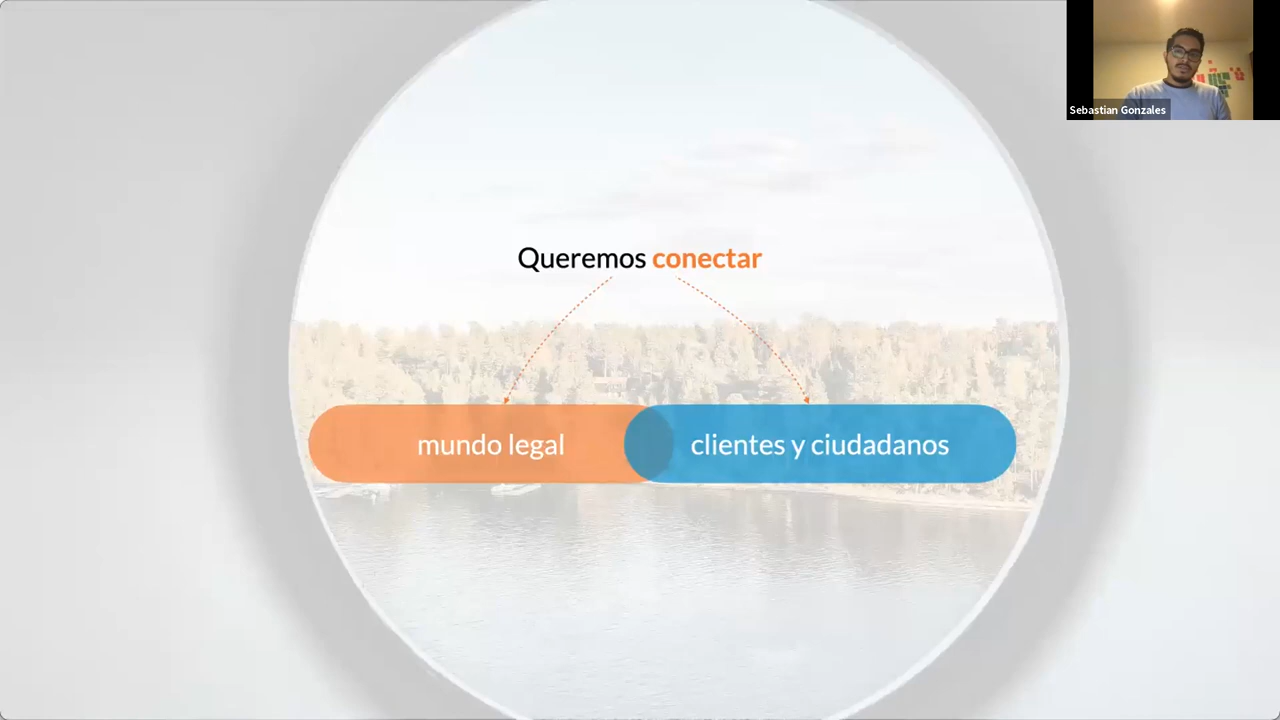 Queremos conectar
mundo legal
clientes y ciudadanos
Sebastian Gonzales